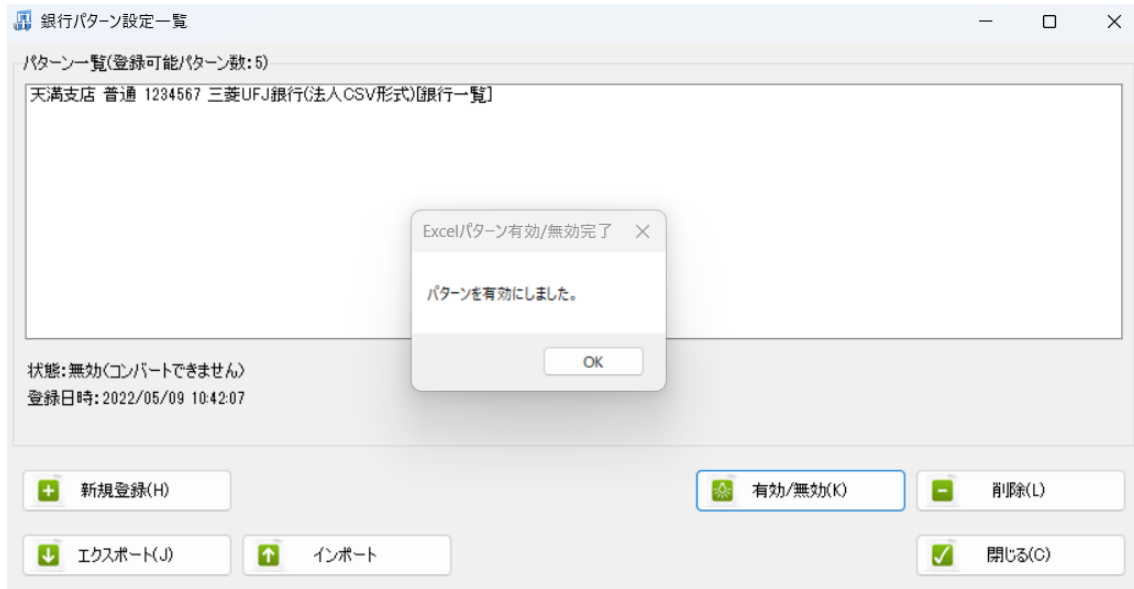 銀行パターン設定一覧
パターン一覧(登録可能パターン数:5)
天満支店 普通 1234567 三菱UFJ銀行(法人CSV形式)[銀行一覧]
Excelパターン有効/無効完了
パターンを有効にしました。
OK
状態:無効(コンバートできません)
登録日時:2022/05/09 10:42:07
新規登録(H)
有効/無効(K)
削除(L)
エクスポート(J)
インポート
閉じる(C)